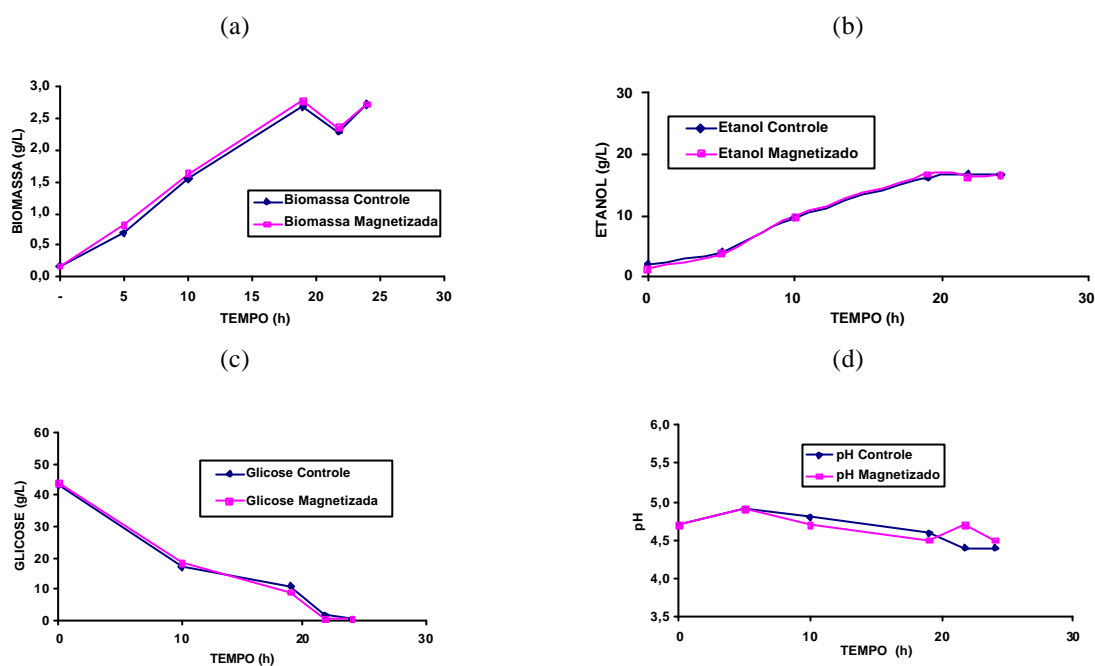 (a)
3,0
2,5
2,0
1,5
1,0
0,5
0,0
BIOMASSA (g/L)
Biomassa Controle
Biomassa Magnetizada
- 5 10 15 20 25 30
TEMPO (h)
(b)
30
20
10
0
ETANOL (g/L)
Etanol Controle
Etanol Magnetizado
0 10 20 30
TEMPO (h)
(c)
60
50
40
30
20
10
0
GLICOSE (g/L)
Glicose Controle
Glicose Magnetizada
0 10 20 30
TEMPO (h)
(d)
6,0
5,5
5,0
4,5
4,0
3,5
pH
pH Controle
pH Magnetizado
0 10 20 30
TEMPO (h)